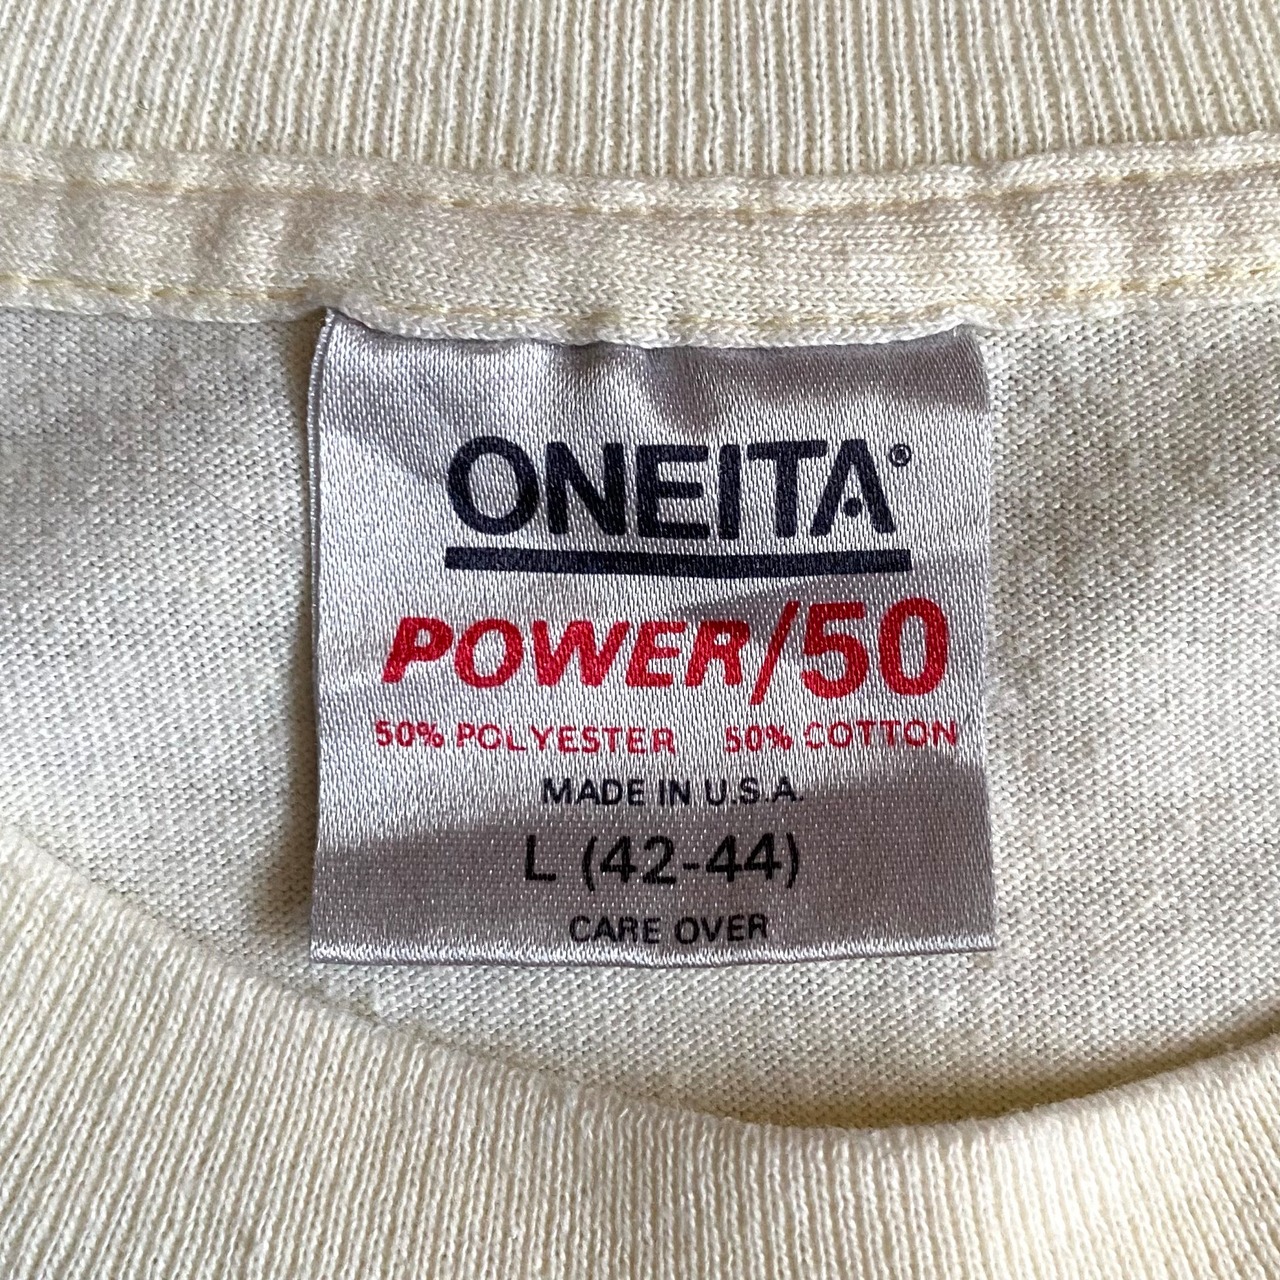 ONEITA®
POWER/50
50% POLYESTER 50% COTTON
MADE IN U.S.A.
L (42-44)
CARE OVER